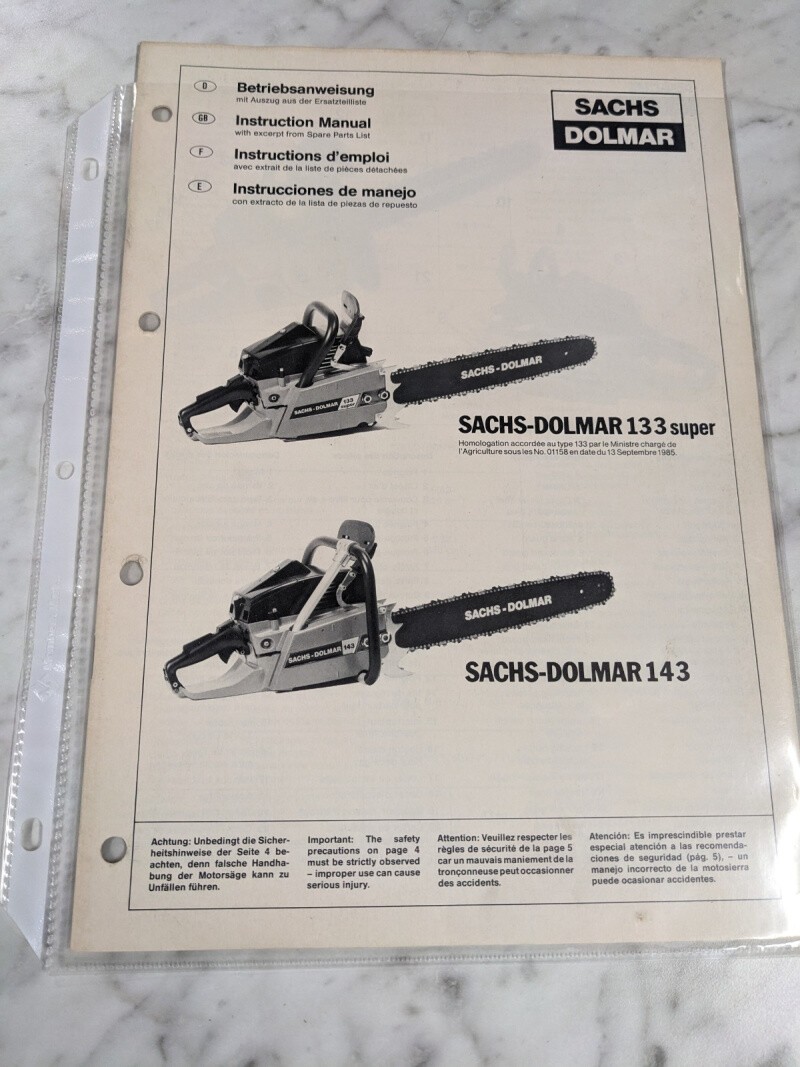 D
Betriebsanweisung
mit Auszug aus der Ersatzteilliste
GB
Instruction Manual
with excerpt from Spare Parts List
F
Instructions d'emploi
avec extrait de la liste de pièces détachées
E
Instrucciones de manejo
con extracto de la lista de piezas de repuesto
SACHS
DOLMAR
SACHS-DOLMAR
SACHS-DOLMAR 133 super
SACHS-DOLMAR 133 super
Homologation accordée au type 133 par le Ministre chargé de
l'Agriculture sous les No. 01158 en date du 13 Septembre 1985.
SACHS-DOLMAR
SACHS-DOLMAR 143
SACHS-DOLMAR 143
Achtung: Unbedingt die Sicher-
heitshinweise der Seite 4 be-
achten, denn falsche Handha-
bung der Motorsäge kann zu
Unfällen führen.
Important: The safety
precautions on page 4
must be strictly observed
– improper use can cause
serious injury.
Attention: Veuillez respecter les
règles de sécurité de la page 5
car un mauvais maniement de la
tronçonneuse peut occasionner
des accidents.
Atención: Es imprescindible prestar
especial atención a las recomenda-
ciones de seguridad (pág. 5), – un
manejo incorrecto de la motosierra
puede ocasionar accidentes.